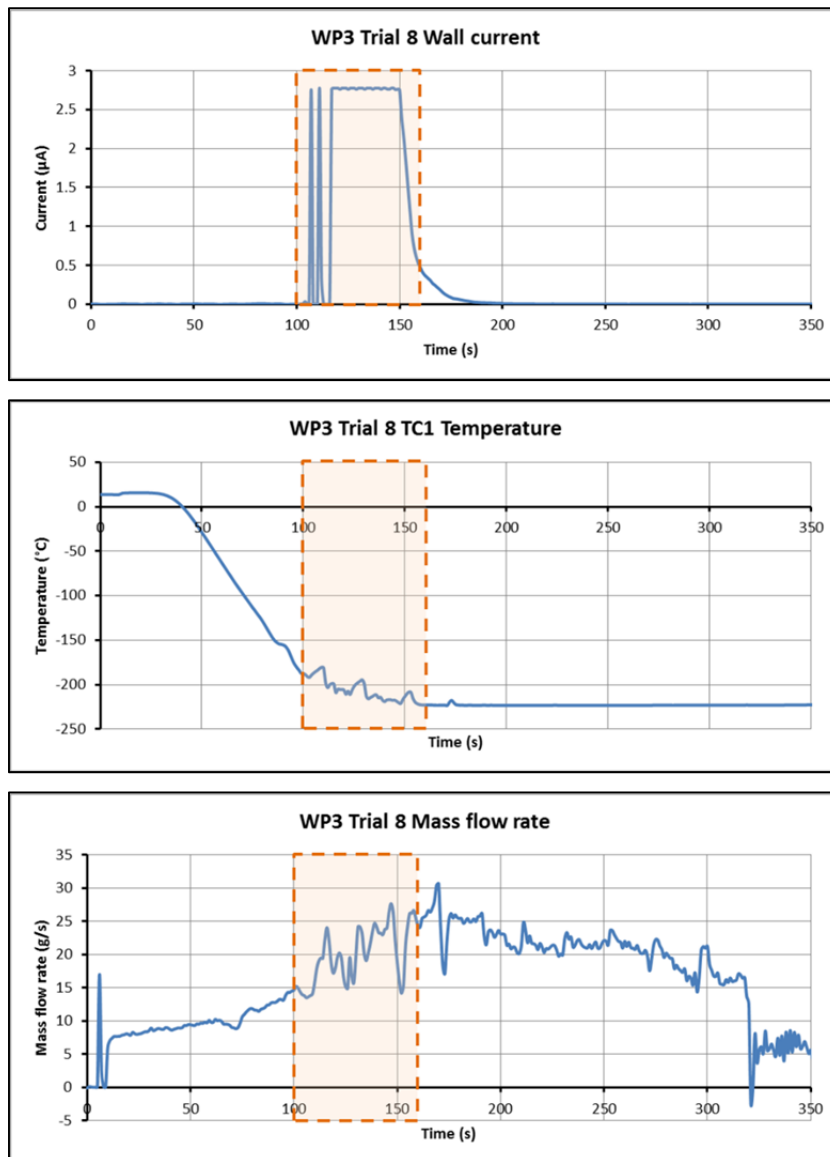 WP3 Trial 8 Wall current
3
2.5
2
1.5
1
0.5
0
Current (µA)
0 50 100 150 200 250 300 350
Time (s)
WP3 Trial 8 TC1 Temperature
50
0
-50
-100
-150
-200
-250
Temperature (°C)
0 50 100 150 200 250 300 350
Time (s)
WP3 Trial 8 Mass flow rate
35
30
25
20
15
10
5
0
-5
Mass flow rate (g/s)
0 50 100 150 200 250 300 350
Time (s)